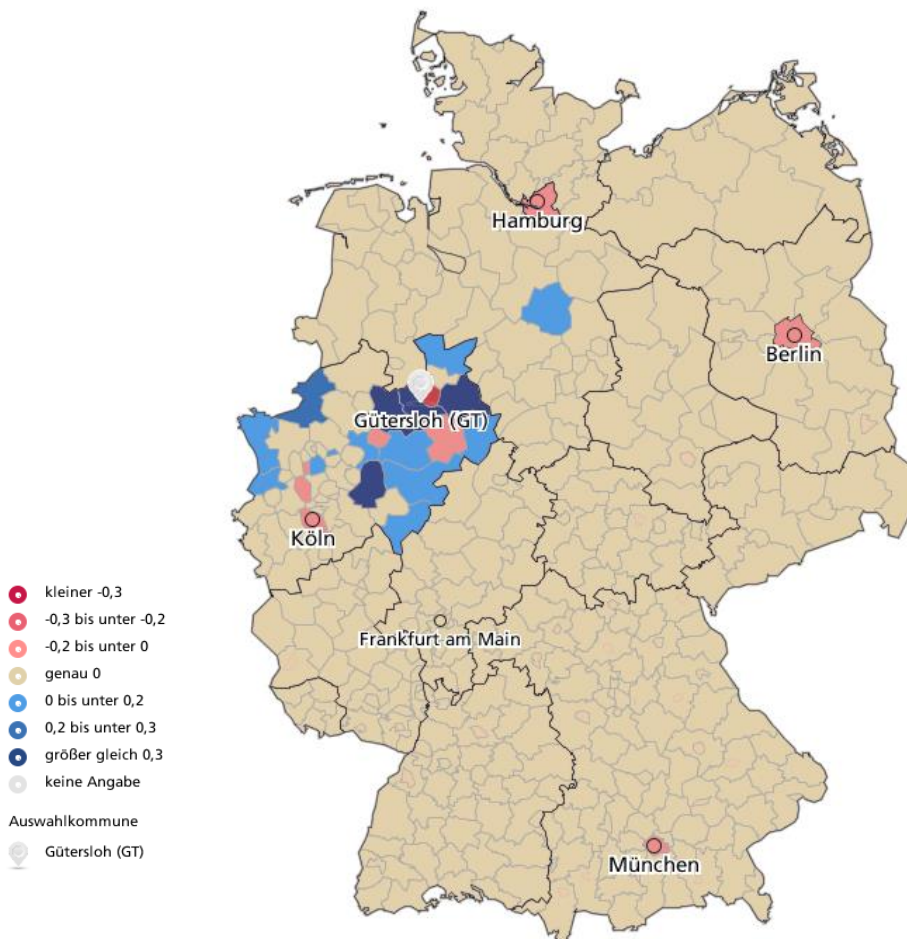 Hamburg
Berlin
Gütersloh (GT)
Köln
Frankfurt am Main
München
kleiner -0,3
-0,3 bis unter -0,2
-0,2 bis unter 0
genau 0
0 bis unter 0,2
0,2 bis unter 0,3
größer gleich 0,3
keine Angabe
Auswahlkommune
Gütersloh (GT)